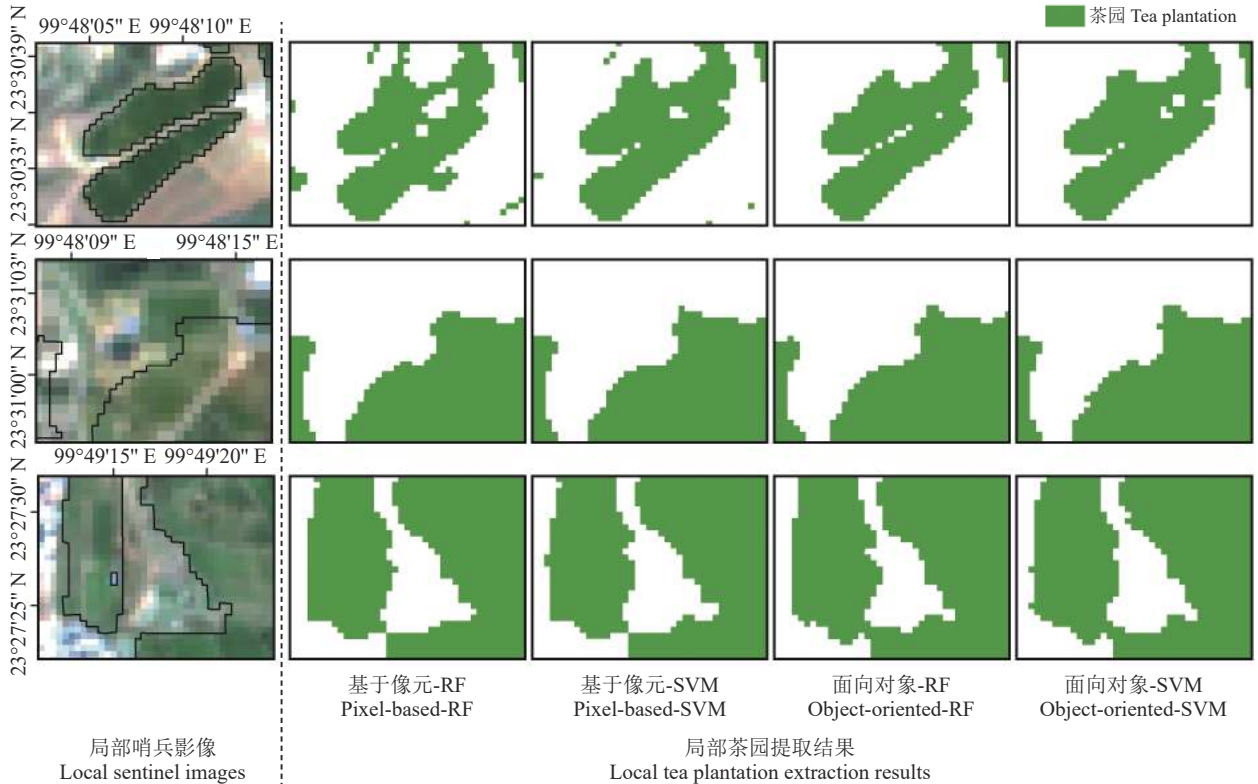 茶园 Tea plantation
99°48'05" E 99°48'10" E
23°30'39" N
23°30'33" N
99°48'09" E 99°48'15" E
23°31'03" N
23°31'00" N
99°49'15" E 99°49'20" E
23°27'30" N
23°27'25" N
基于像元-RF
Pixel-based-RF
基于像元-SVM
Pixel-based-SVM
面向对象-RF
Object-oriented-RF
面向对象-SVM
Object-oriented-SVM
局部哨兵影像
Local sentinel images
局部茶园提取结果
Local tea plantation extraction results